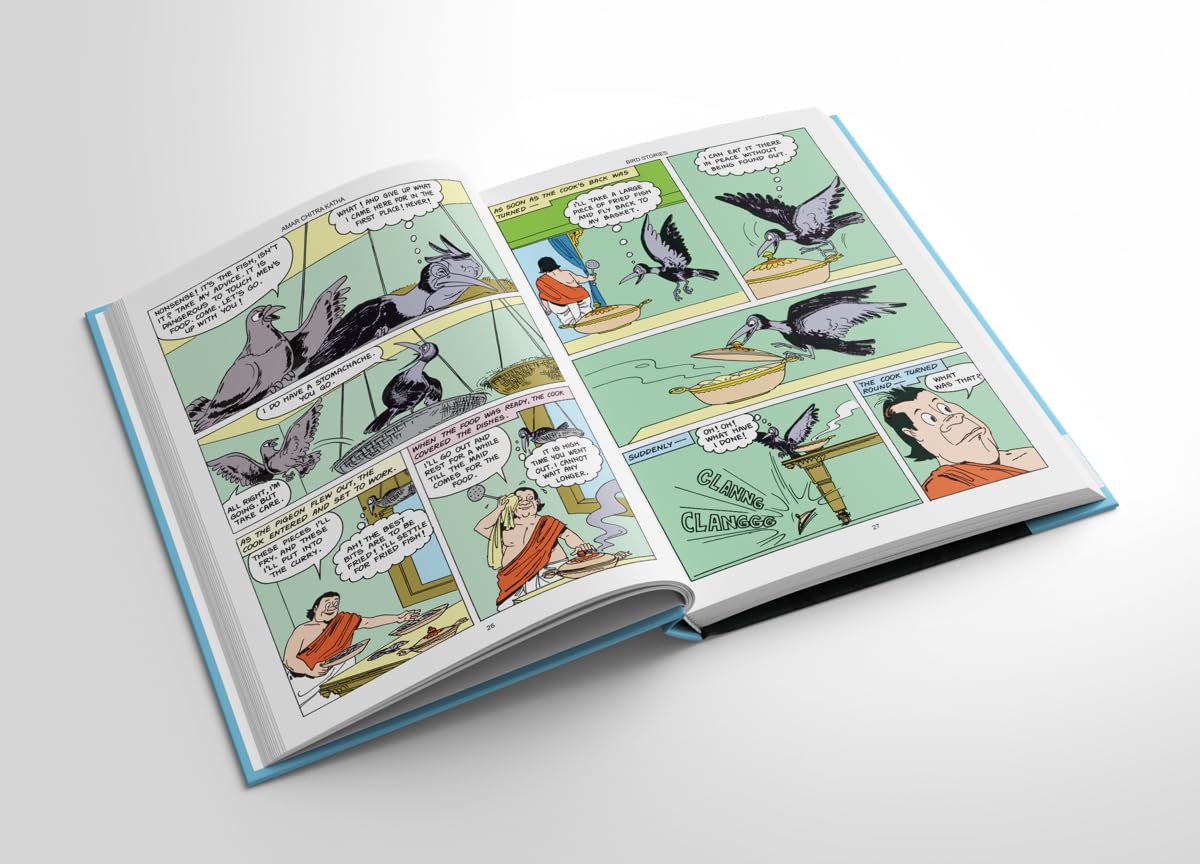 AMAR CHITRA KATHA
NONSENSE! IT'S THE FISH, ISN'T
IT? TAKE MY ADVICE. IT IS
DANGEROUS TO TOUCH MEN'S
FOOD. COME, LET'S GO.
UP WITH YOU!
WHAT! AND GIVE UP WHAT
I CAME HERE FOR IN THE
FIRST PLACE! NEVER!
I DO HAVE A STOMACHACHE.
YOU GO.
ALL RIGHT, I'M
GOING. BUT
TAKE CARE.
AS THE PIGEON FLEW OUT, THE
COOK ENTERED AND SET TO WORK.
THESE PIECES I'LL
FRY. AND THESE
I'LL PUT INTO
THE CURRY.
AH! THE BEST
BITS ARE TO BE
FRIED! I'LL SETTLE
FOR FRIED FISH!
WHEN THE FOOD WAS READY, THE COOK
COVERED THE DISHES.
I'LL GO OUT AND
REST FOR A WHILE
TILL THE MAID
COMES FOR THE
FOOD.
IT IS HIGH
TIME YOU WENT
OUT. I CANNOT
WAIT ANY
LONGER.
26
BIRD STORIES
AS SOON AS THE COOK'S BACK WAS
TURNED —
I'LL TAKE A LARGE
PIECE OF FRIED FISH
AND FLY BACK TO
MY BASKET.
I CAN EAT IT THERE
IN PEACE WITHOUT
BEING FOUND OUT.
SUDDENLY —
OH! OH!
WHAT HAVE
I DONE!
CLANNG
CLANGGG
THE COOK TURNED
ROUND —
WHAT
WAS THAT?
27